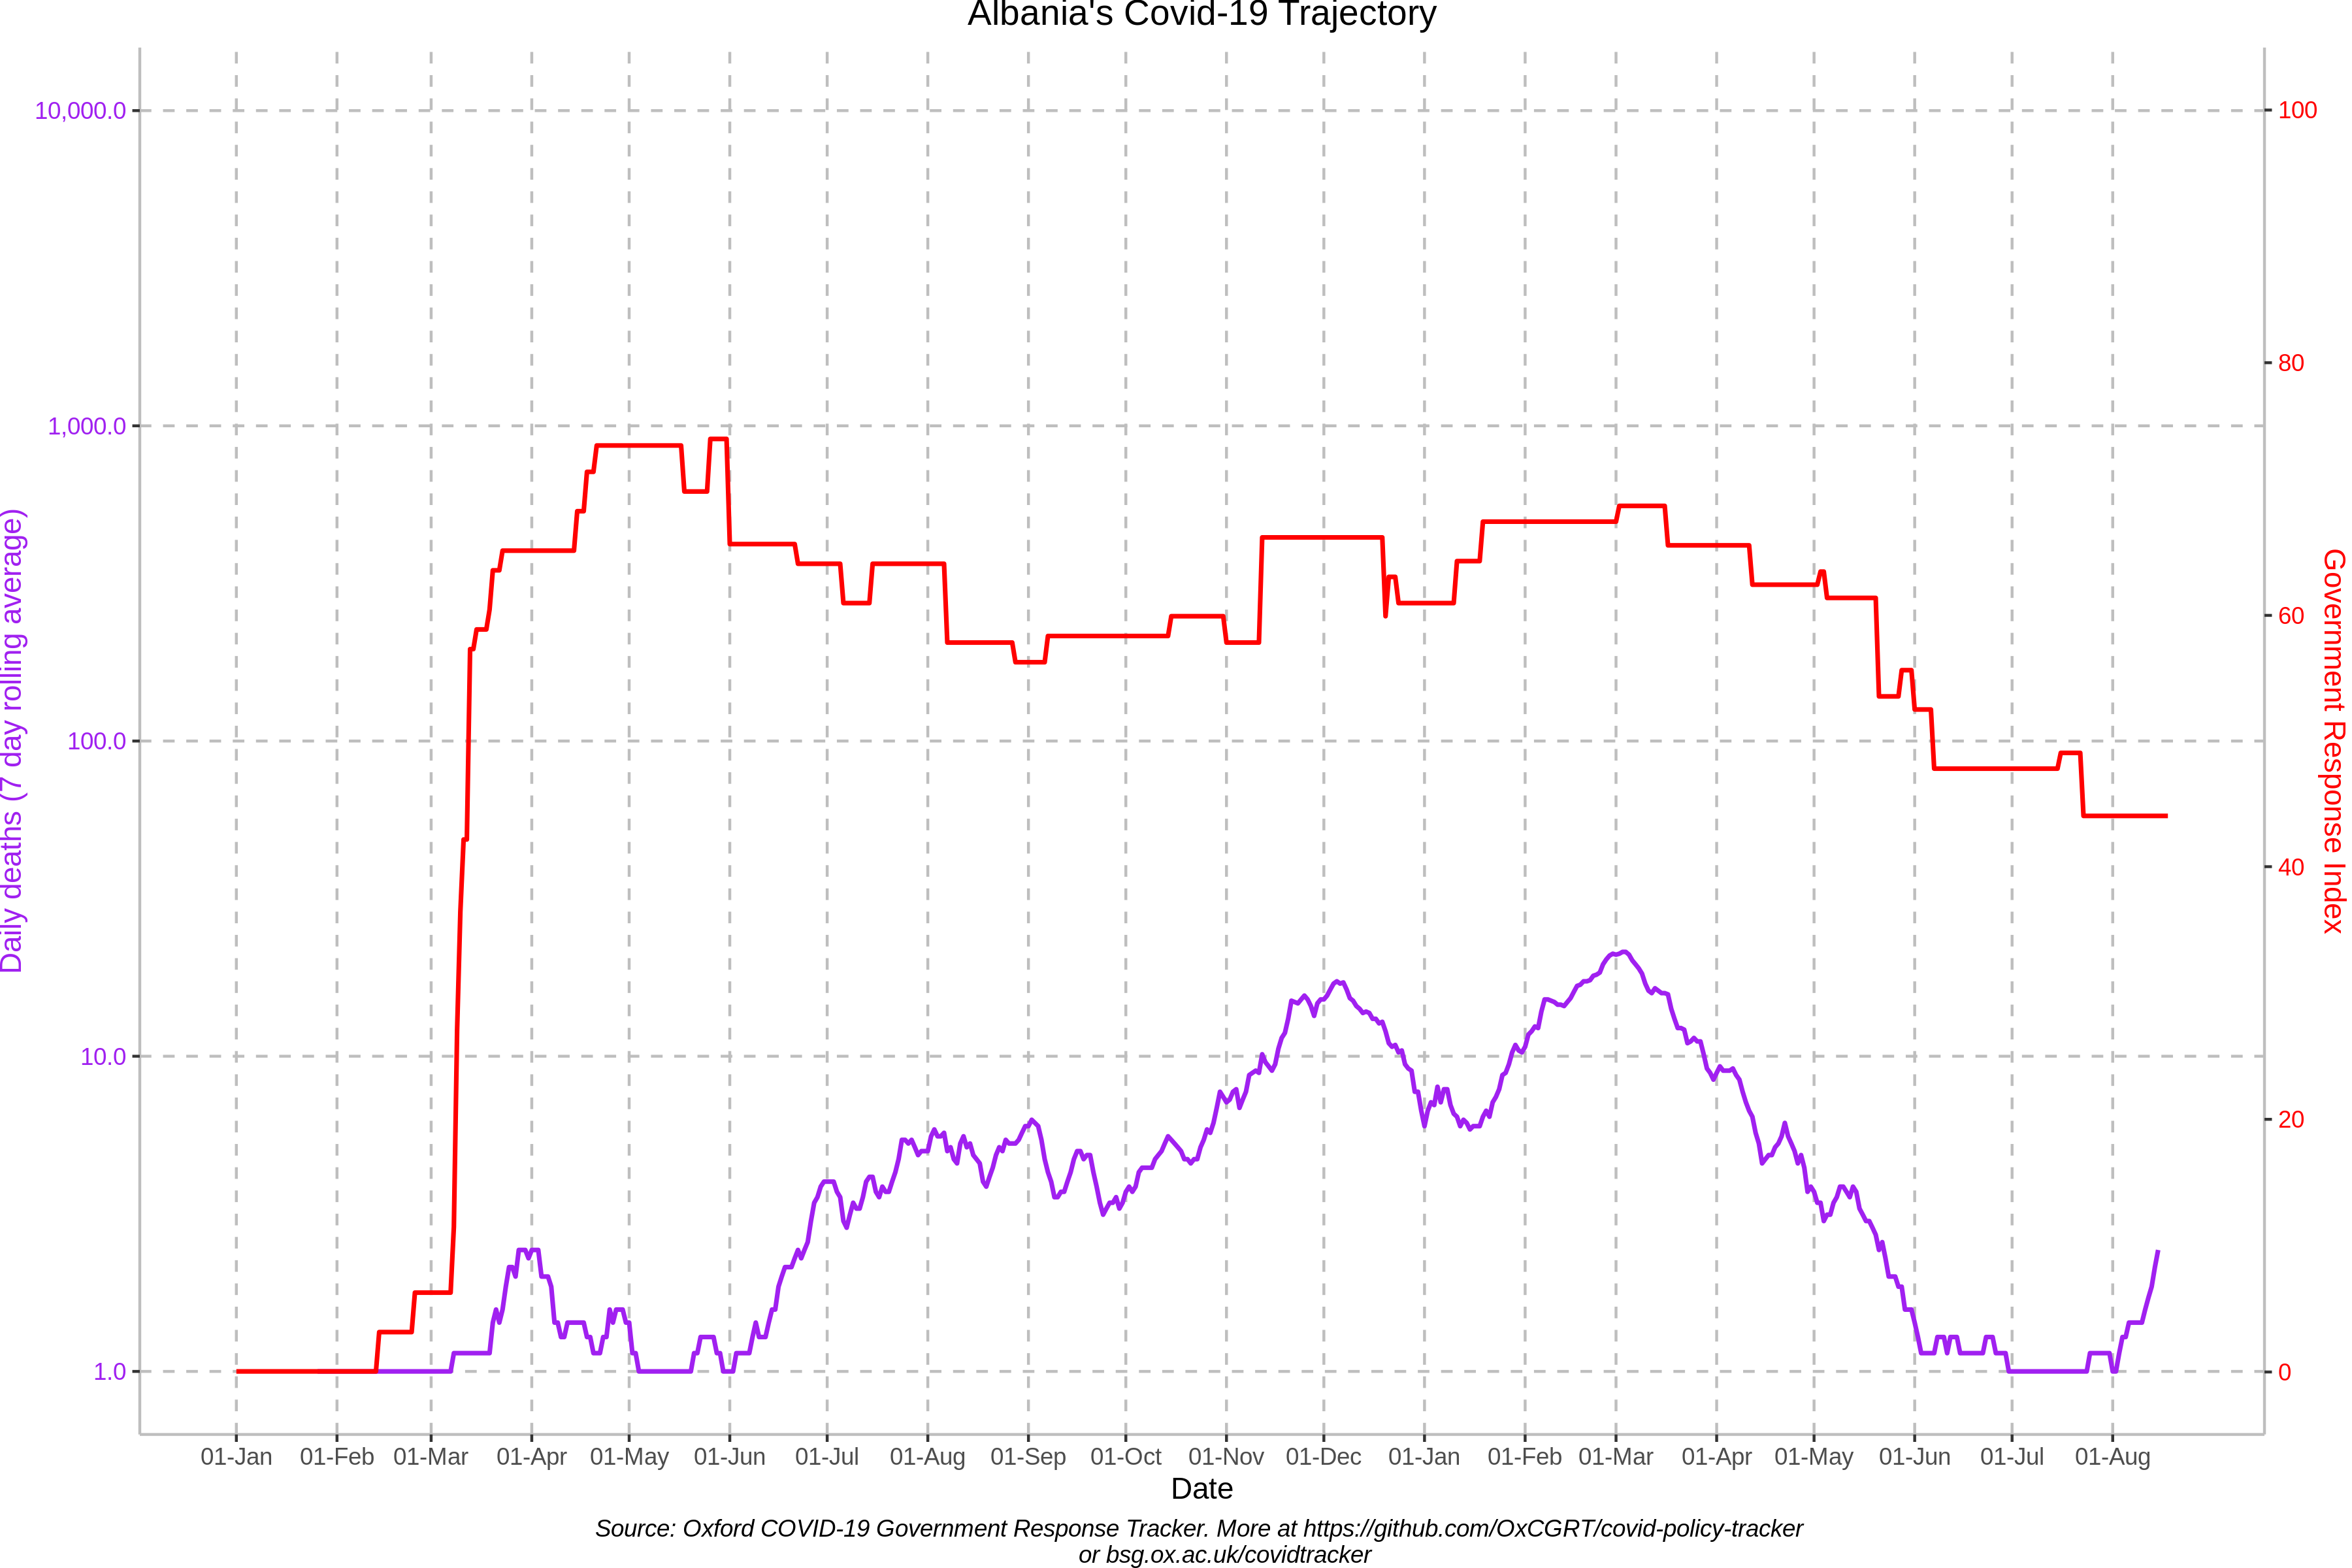 Albania's Covid-19 Trajectory
10,000.0
1,000.0
100.0
10.0
1.0
Daily deaths (7 day rolling average)
100
80
60
40
20
0
Government Response Index
01-Jan 01-Feb 01-Mar 01-Apr 01-May 01-Jun 01-Jul 01-Aug 01-Sep 01-Oct 01-Nov 01-Dec 01-Jan 01-Feb 01-Mar 01-Apr 01-May 01-Jun 01-Jul 01-Aug
Date
Source: Oxford COVID-19 Government Response Tracker. More at https://github.com/OxCGRT/covid-policy-tracker
or bsg.ox.ac.uk/covidtracker